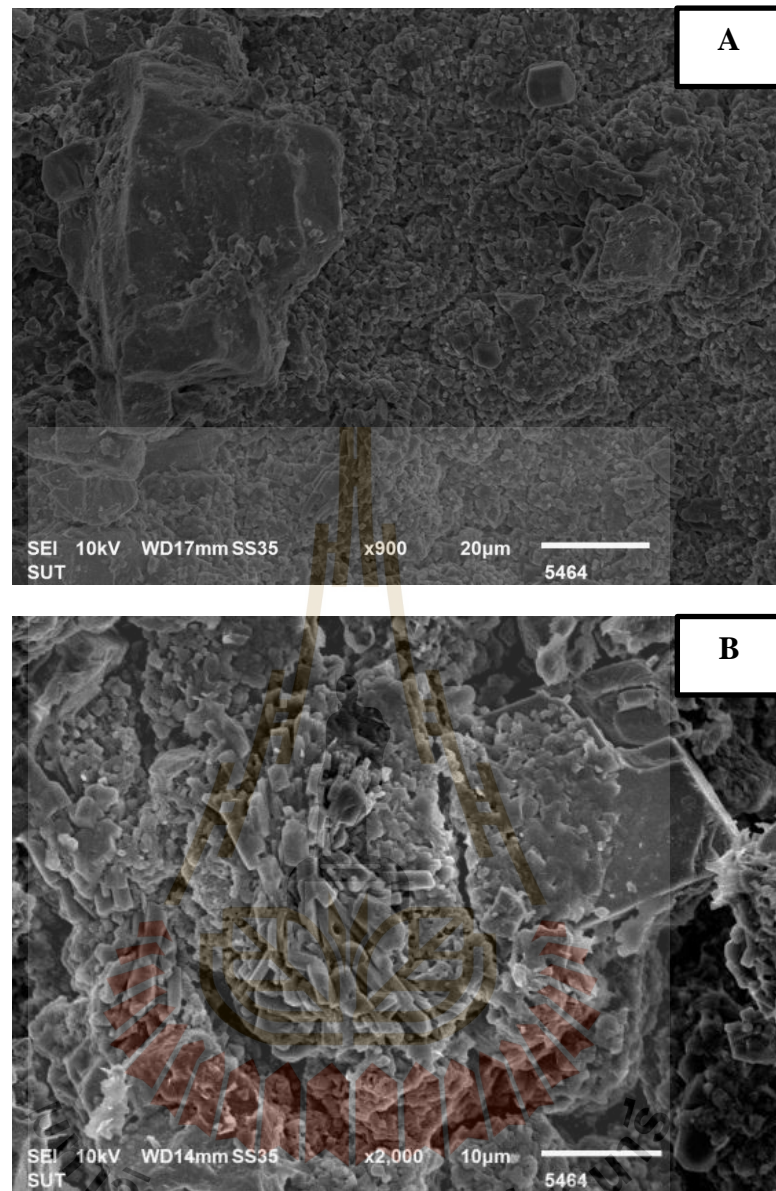 A
SEI 10kV WD17mm SS35 x900 20µm
SUT 5464
B
SEI 10kV WD14mm SS35 x2,000 10µm
SUT 5464